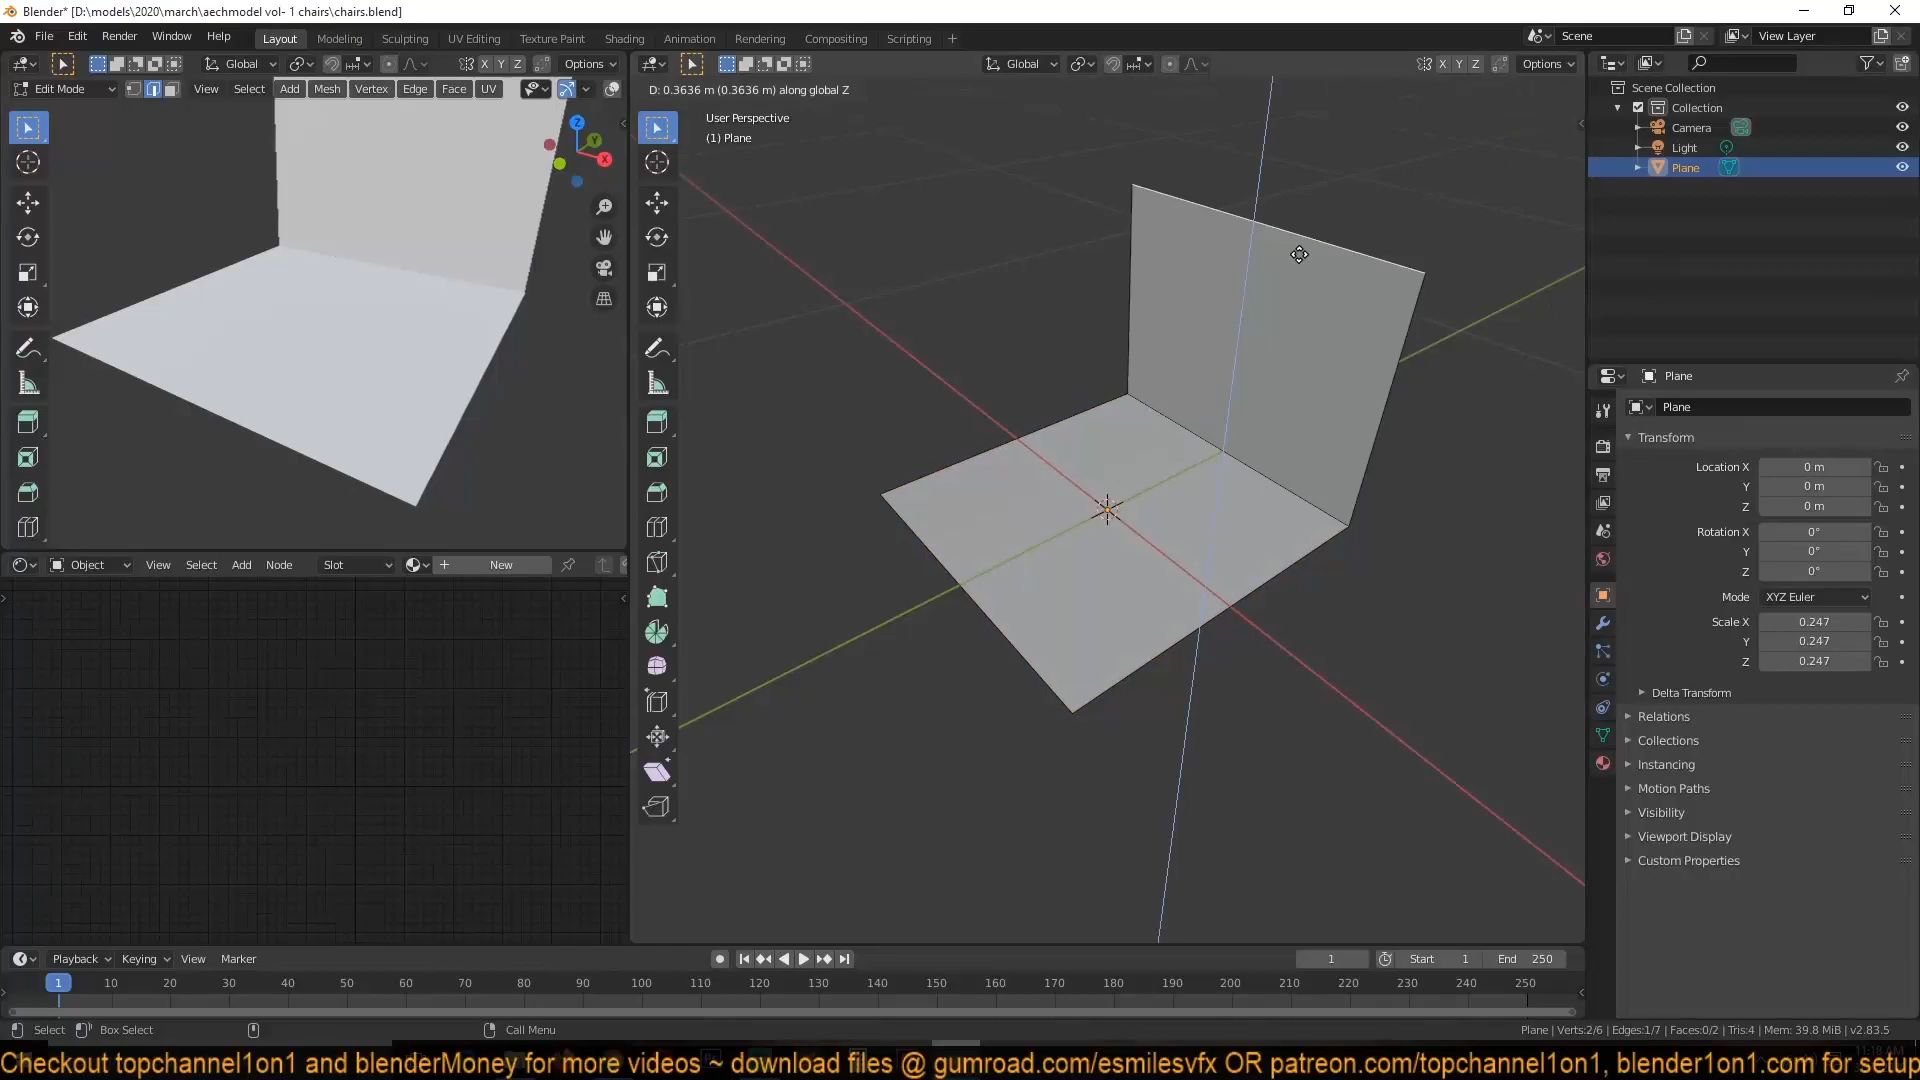 Blender* [D:\models\2020\march\aechmodel vol- 1 chairs\chairs.blend]
File Edit Render Window Help
Layout Modeling Sculpting UV Editing Texture Paint Shading Animation Rendering Compositing Scripting +
Scene View Layer
Global X Y Z Options
Global X Y Z Options
Edit Mode View Select Add Mesh Vertex Edge Face UV
D: 0.3636 m (0.3636 m) along global Z
User Perspective
(1) Plane
Z
Y
X
Scene Collection
Collection
Camera
Light
Plane
Plane
Plane
Transform
Location X 0 m
Y 0 m
Z 0 m
Rotation X 0°
Y 0°
Z 0°
Mode XYZ Euler
Scale X 0.247
Y 0.247
Z 0.247
Delta Transform
Relations
Collections
Instancing
Motion Paths
Visibility
Viewport Display
Custom Properties
Object View Select Add Node Slot New
Playback Keying View Marker 1 Start 1 End 250
1 10 20 30 40 50 60 70 80 90 100 110 120 130 140 150 160 170 180 190 200 210 220 230 240 250
Select Box Select Call Menu
Plane | Verts:2/6 | Edges:1/7 | Faces:0/2 | Tris:4 | Mem: 39.8 MiB | v2.83.5
Checkout topchannel1on1 and blenderMoney for more videos ~ download files @ gumroad.com/esmilesvfx OR patreon.com/topchannel1on1, blender1on1.com for setup